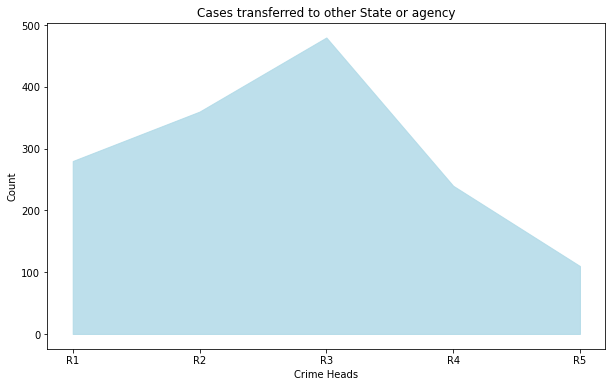 Cases transferred to other State or agency
500
400
300
200
100
0
Count
R1 R2 R3 R4 R5
Crime Heads